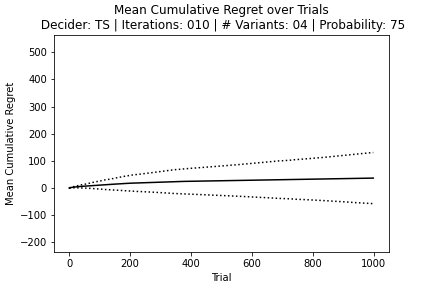 Mean Cumulative Regret over Trials
Decider: TS | Iterations: 010 | # Variants: 04 | Probability: 75
500
400
300
200
100
0
−100
−200
Mean Cumulative Regret
0 200 400 600 800 1000
Trial